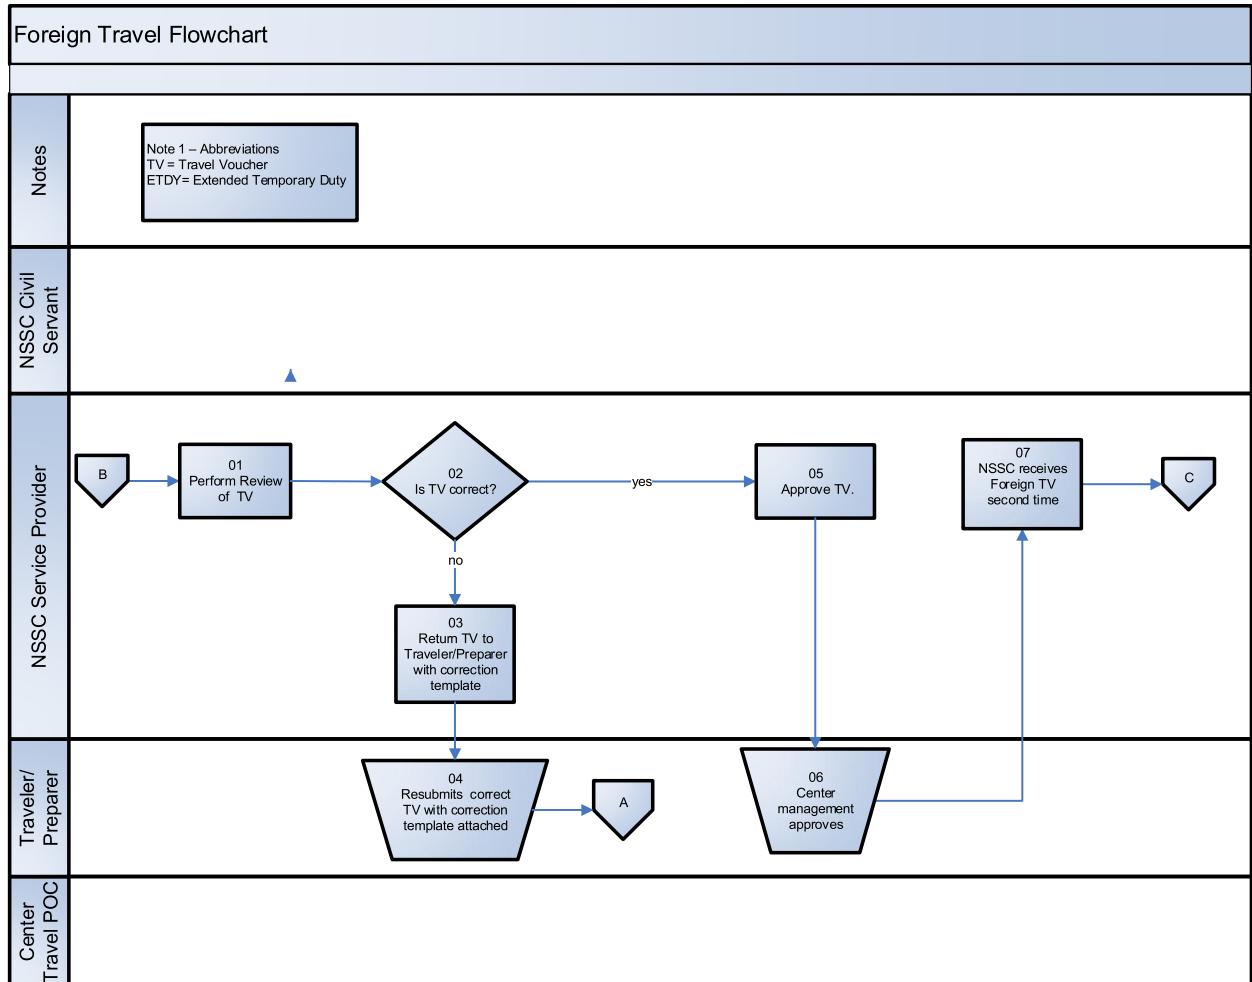 Foreign Travel Flowchart
Notes
Note 1 – Abbreviations
TV = Travel Voucher
ETDY= Extended Temporary Duty
NSSC Civil
Servant
NSSC Service Provider
B
01
Perform Review
of TV
02
Is TV correct?
yes
05
Approve TV.
07
NSSC receives
Foreign TV
second time
C
no
03
Return TV to
Traveler/Preparer
with correction
template
Traveler/
Preparer
04
Resubmits correct
TV with correction
template attached
A
06
Center
management
approves
Center
Travel POC